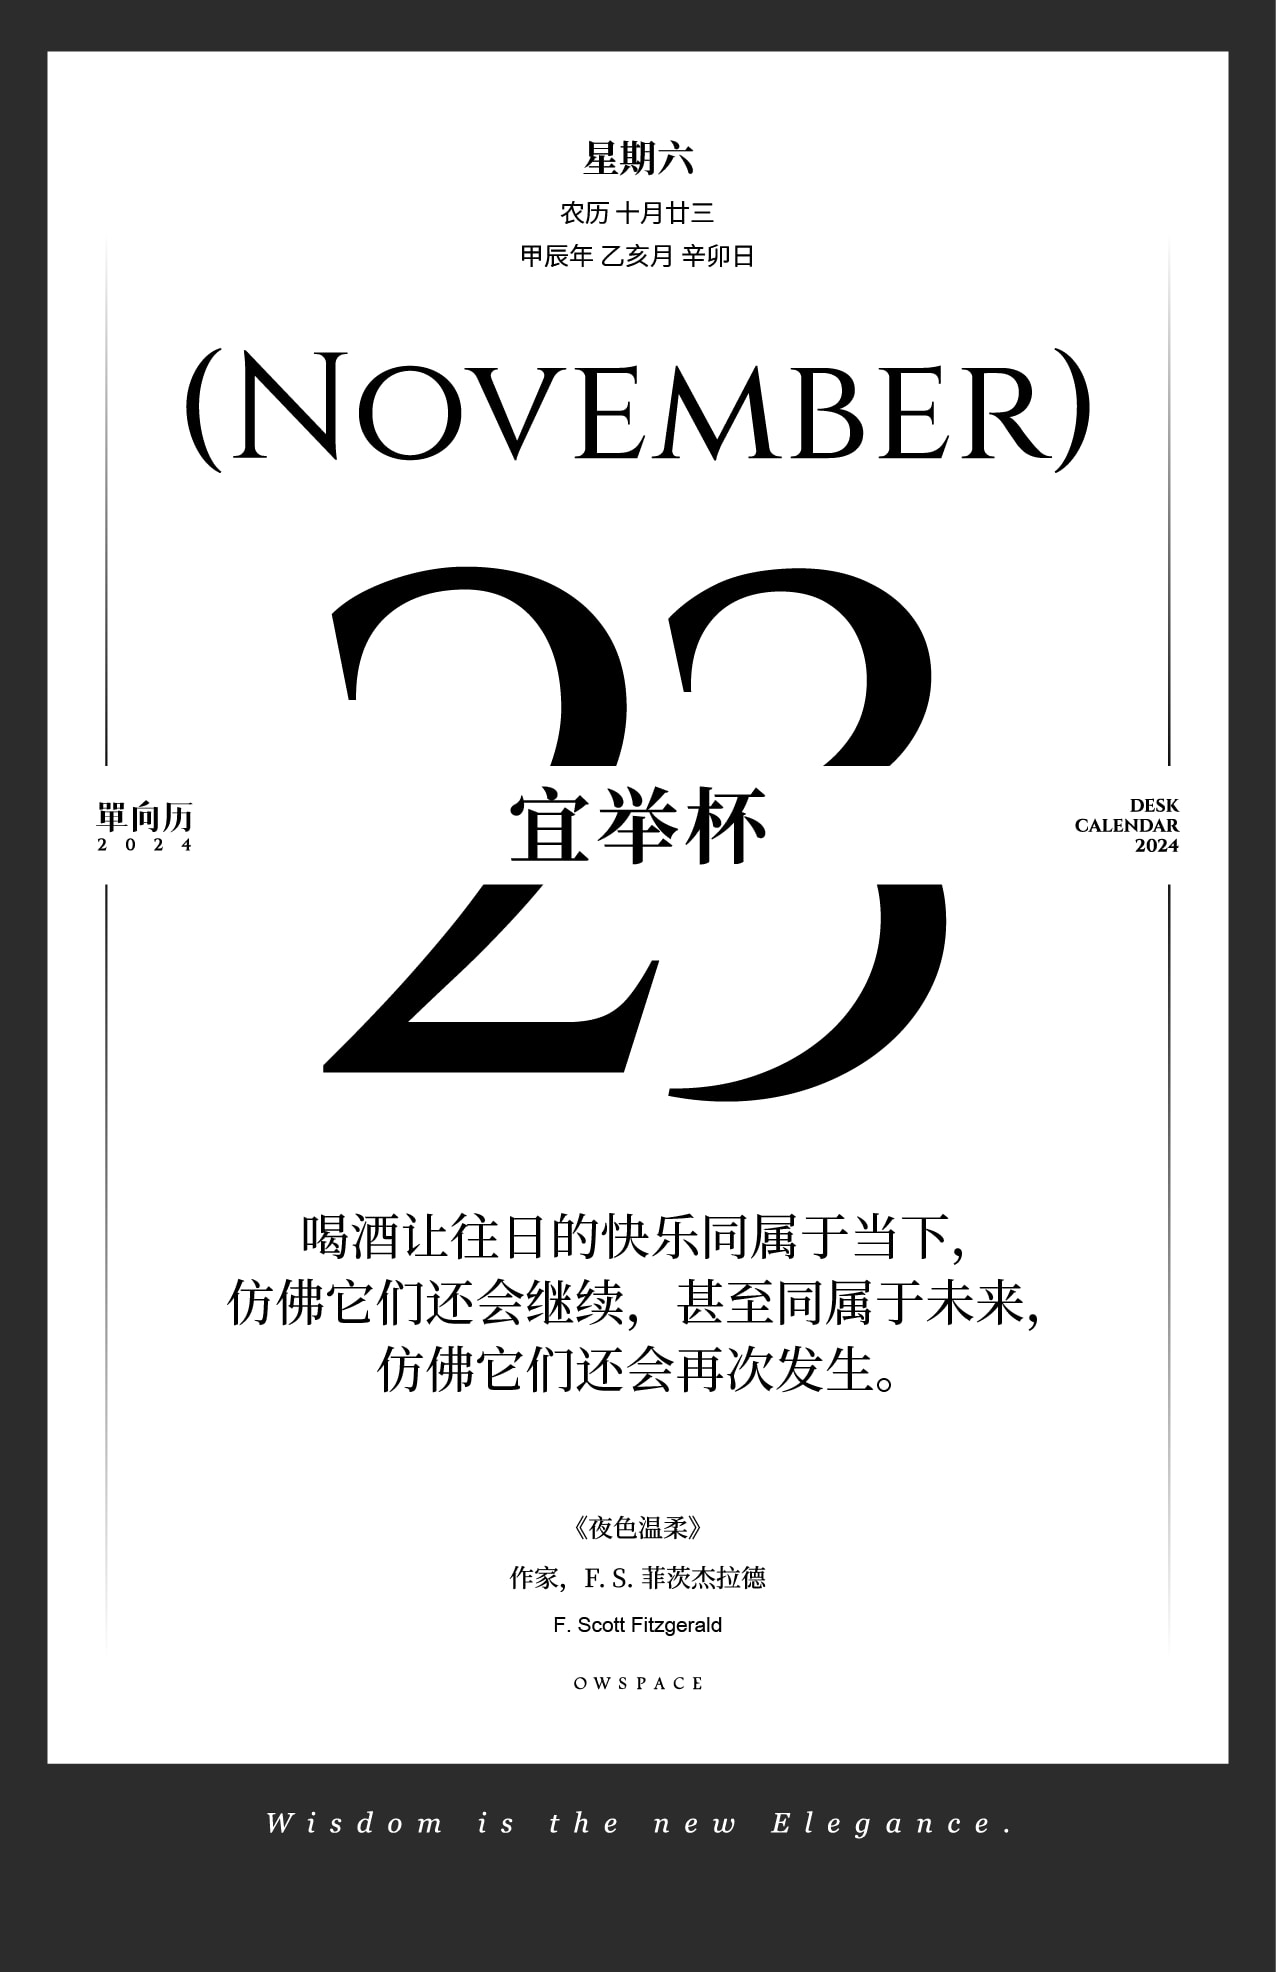 星期六
农历 十月廿三
甲辰年 乙亥月 辛卯日
(NOVEMBER)
23
宜举杯
單向历
2024
DESK
CALENDAR
2024
喝酒让往日的快乐同属于当下，
仿佛它们还会继续，甚至同属于未来，
仿佛它们还会再次发生。
《夜色温柔》
作家，F. S. 菲茨杰拉德
F. Scott Fitzgerald
OWSPACE
Wisdom is the new Elegance.